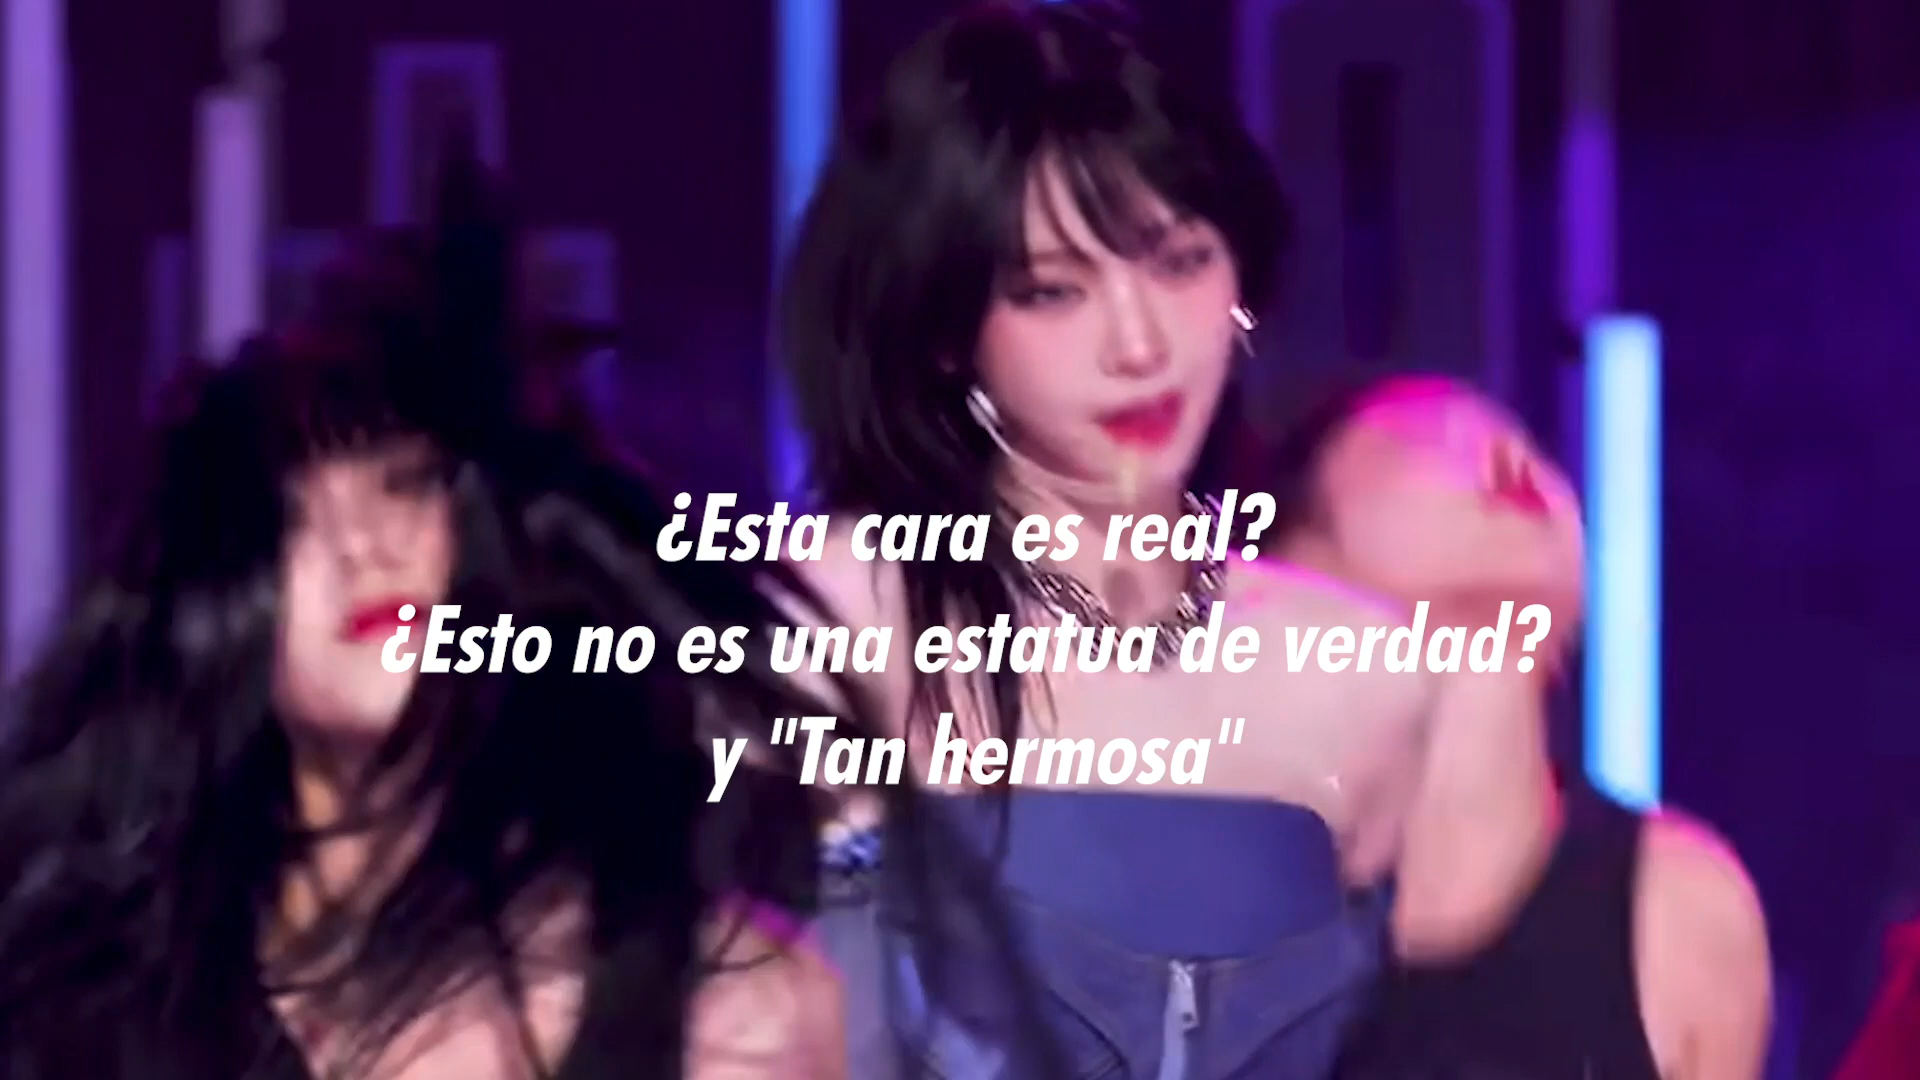 ¿Esta cara es real?
¿Esto no es una estatua de verdad?
y "Tan hermosa"